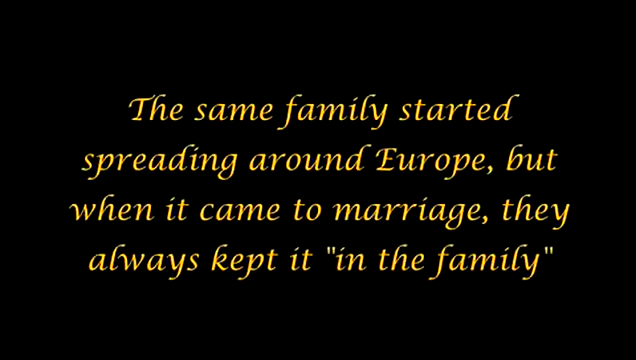 The same family started
spreading around Europe, but
when it came to marriage, they
always kept it "in the family"